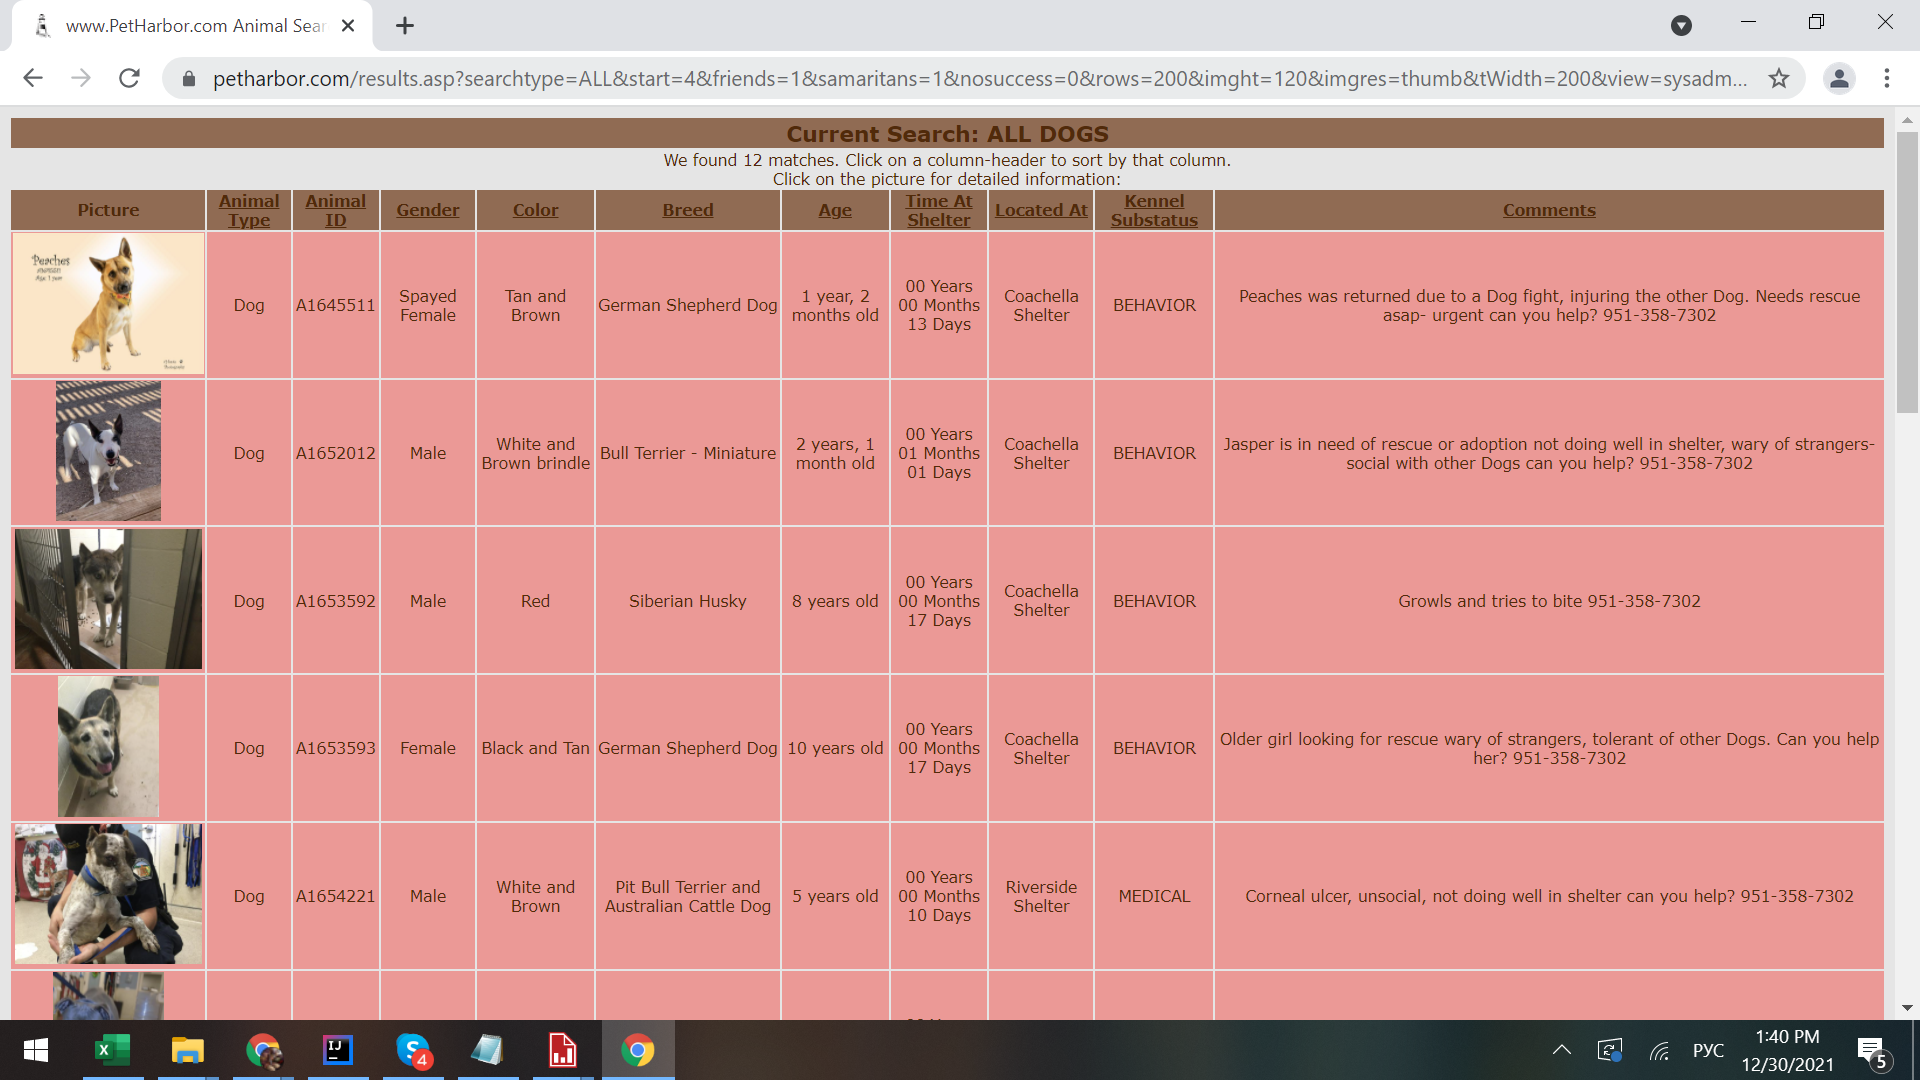 www.PetHarbor.com Animal Sear
petharbor.com/results.asp?searchtype=ALL&start=4&friends=1&samaritans=1&nosuccess=0&rows=200&imght=120&imgres=thumb&tWidth=200&view=sysadm...
Current Search: ALL DOGS
We found 12 matches. Click on a column-header to sort by that column.
Click on the picture for detailed information:
Picture
Animal
Type
Animal
ID
Gender
Color
Breed
Age
Time At
Shelter
Located At
Kennel
Substatus
Comments
Peaches
Age: 1 year
Dog
A1645511
Spayed
Female
Tan and
Brown
German Shepherd Dog
1 year, 2
months old
00 Years
00 Months
13 Days
Coachella
Shelter
BEHAVIOR
Peaches was returned due to a Dog fight, injuring the other Dog. Needs rescue
asap- urgent can you help? 951-358-7302
Dog
A1652012
Male
White and
Brown brindle
Bull Terrier - Miniature
2 years, 1
month old
00 Years
01 Months
01 Days
Coachella
Shelter
BEHAVIOR
Jasper is in need of rescue or adoption not doing well in shelter, wary of strangers-
social with other Dogs can you help? 951-358-7302
Dog
A1653592
Male
Red
Siberian Husky
8 years old
00 Years
00 Months
17 Days
Coachella
Shelter
BEHAVIOR
Growls and tries to bite 951-358-7302
Dog
A1653593
Female
Black and Tan
German Shepherd Dog
10 years old
00 Years
00 Months
17 Days
Coachella
Shelter
BEHAVIOR
Older girl looking for rescue wary of strangers, tolerant of other Dogs. Can you help
her? 951-358-7302
Dog
A1654221
Male
White and
Brown
Pit Bull Terrier and
Australian Cattle Dog
5 years old
00 Years
00 Months
10 Days
Riverside
Shelter
MEDICAL
Corneal ulcer, unsocial, not doing well in shelter can you help? 951-358-7302
IJ
4
РУС
1:40 PM
12/30/2021
5